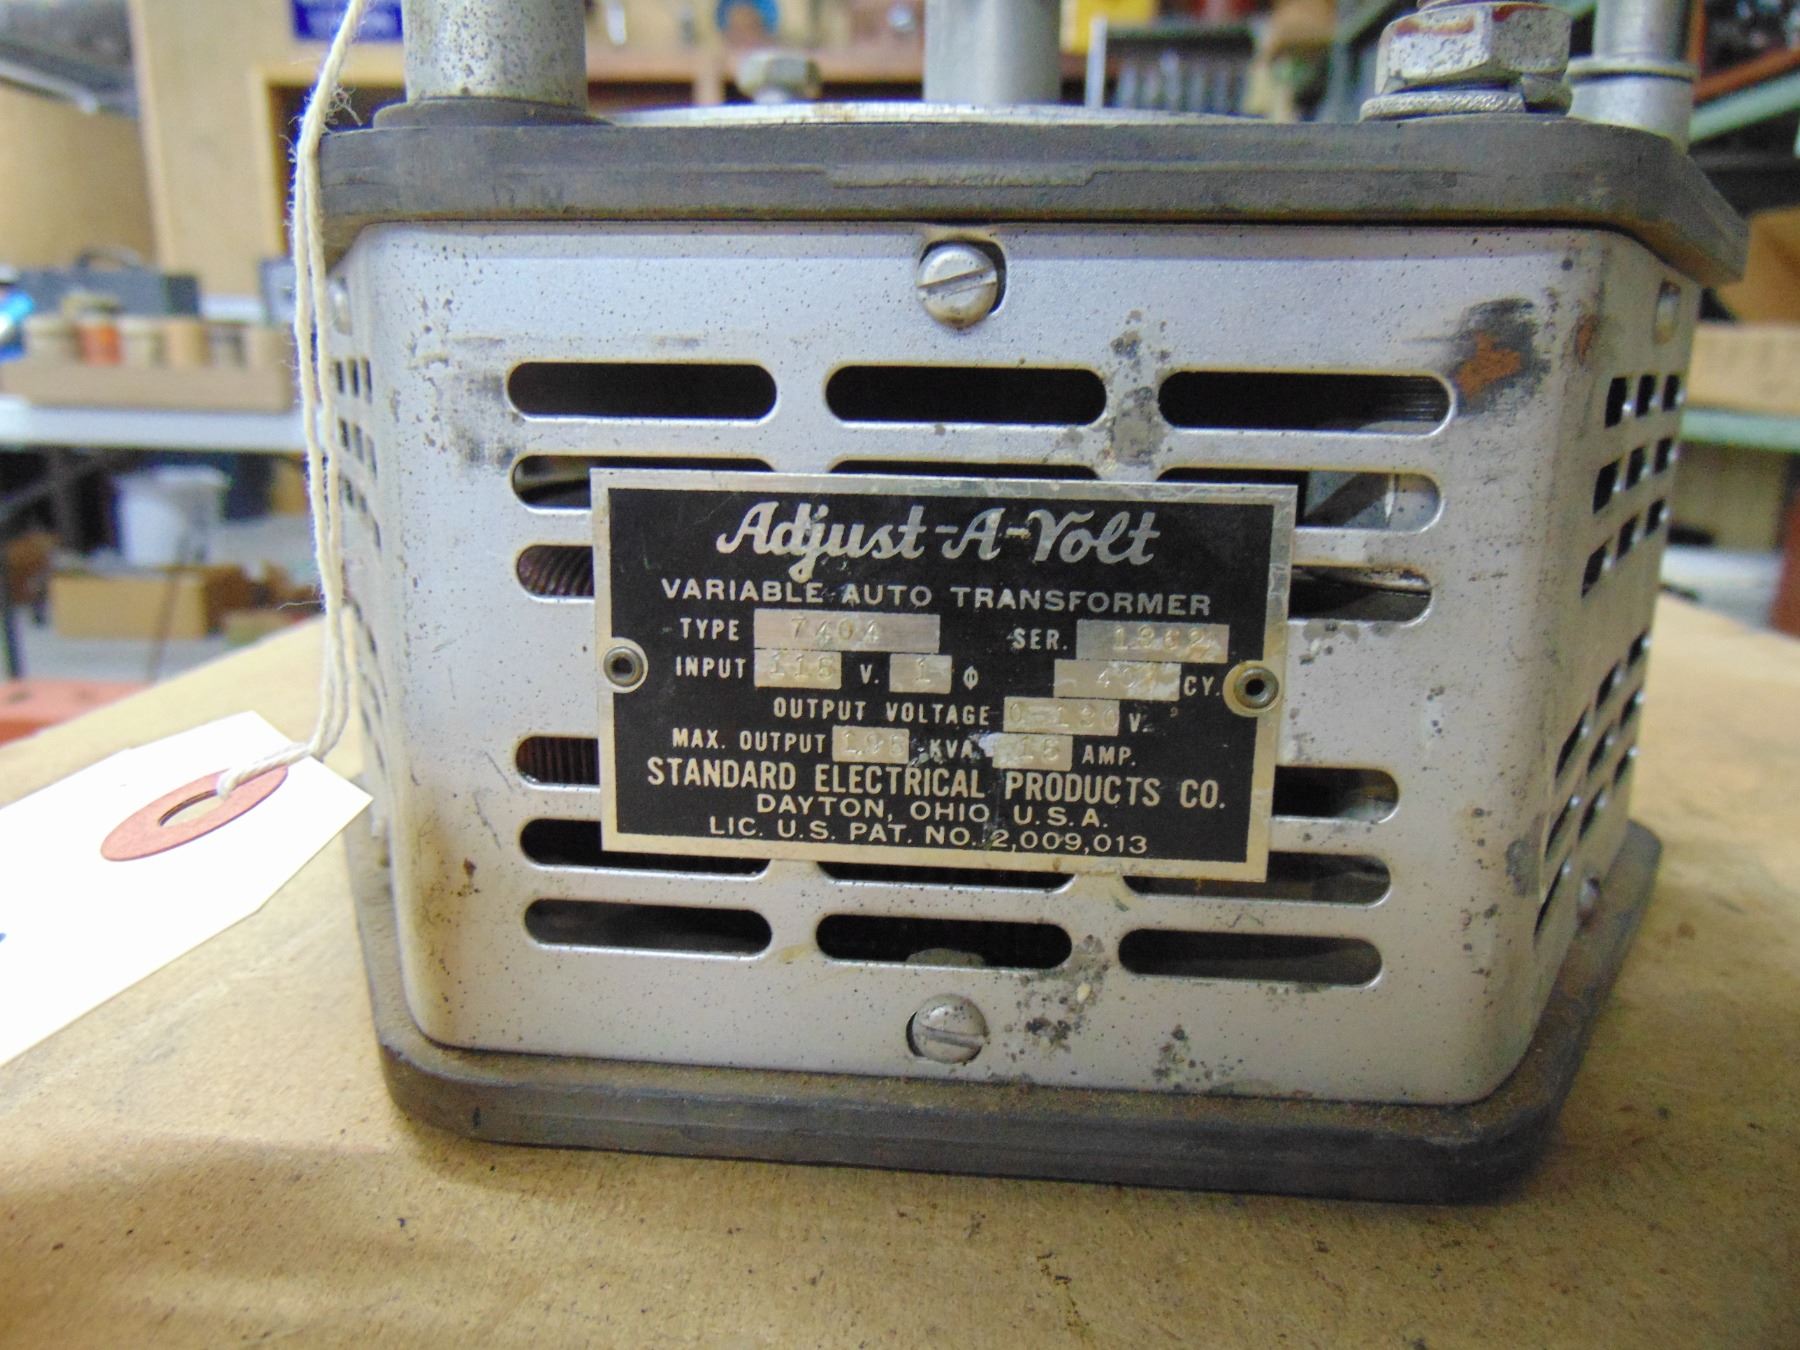 Adjust-A-Volt
VARIABLE AUTO TRANSFORMER
TYPE 7404 SER.
INPUT 115 V. 1 Φ CY.
OUTPUT VOLTAGE 0-130 V.
MAX. OUTPUT KVA AMP.
STANDARD ELECTRICAL PRODUCTS CO.
DAYTON, OHIO, U.S.A.
LIC. U.S. PAT. NO. 2,009,013